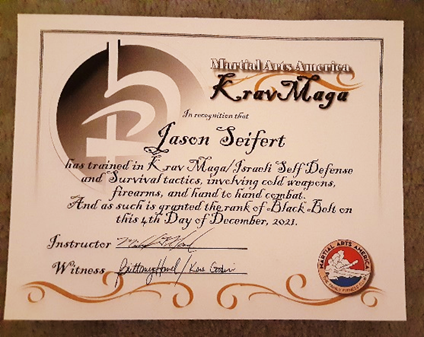 Martial Arts America
Krav Maga
In recognition that
Jason Seifert
has trained in Krav Maga/Israeli Self Defense
and Survival tactics, involving cold weapons,
firearms, and hand to hand combat.
And as such is granted the rank of Black Belt on
this 4th Day of December, 2021.
Instructor
Witness
MARTIAL ARTS AMERICA